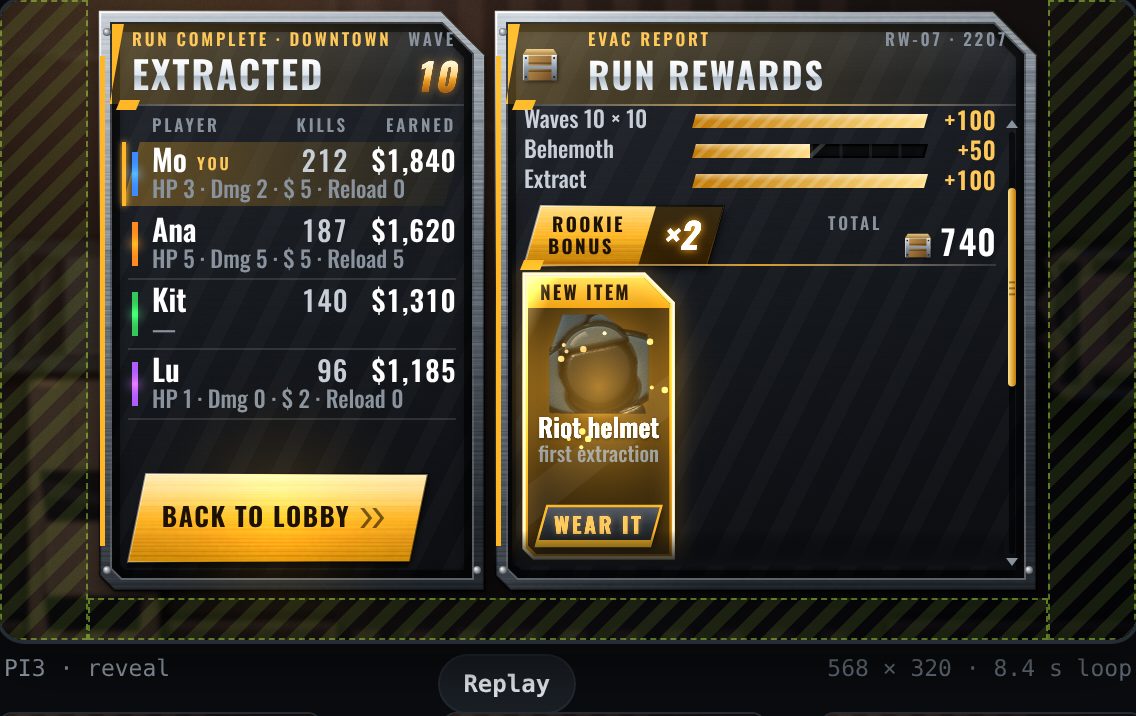 RUN COMPLETE · DOWNTOWN WAVE
EXTRACTED 10
PLAYER KILLS EARNED
Mo YOU 212 $1,840
HP 3 · Dmg 2 · $ 5 · Reload 0
Ana 187 $1,620
HP 5 · Dmg 5 · $ 5 · Reload 5
Kit 140 $1,310
—
Lu 96 $1,185
HP 1 · Dmg 0 · $ 2 · Reload 0
BACK TO LOBBY »
EVAC REPORT RW-07 · 2207
RUN REWARDS
Waves 10 × 10 +100
Behemoth +50
Extract +100
ROOKIE
BONUS ×2
TOTAL
740
NEW ITEM
Riot helmet
first extraction
WEAR IT
PI3 · reveal
Replay
568 × 320 · 8.4 s loop